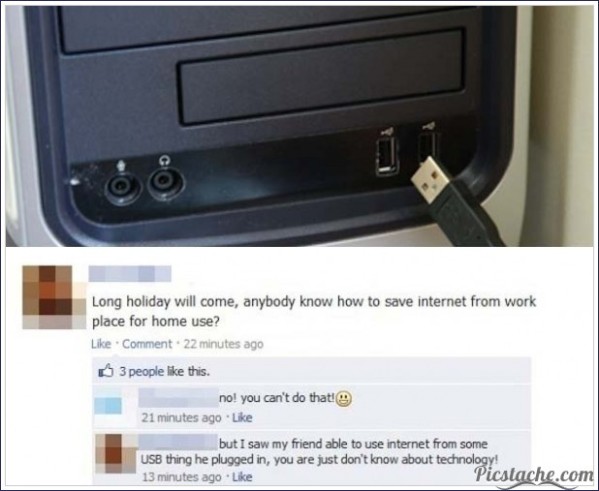 Long holiday will come, anybody know how to save internet from work
place for home use?
Like · Comment · 22 minutes ago
3 people like this.
no! you can't do that!
21 minutes ago · Like
but I saw my friend able to use internet from some
USB thing he plugged in, you are just don't know about technology!
13 minutes ago · Like
Picstache.com